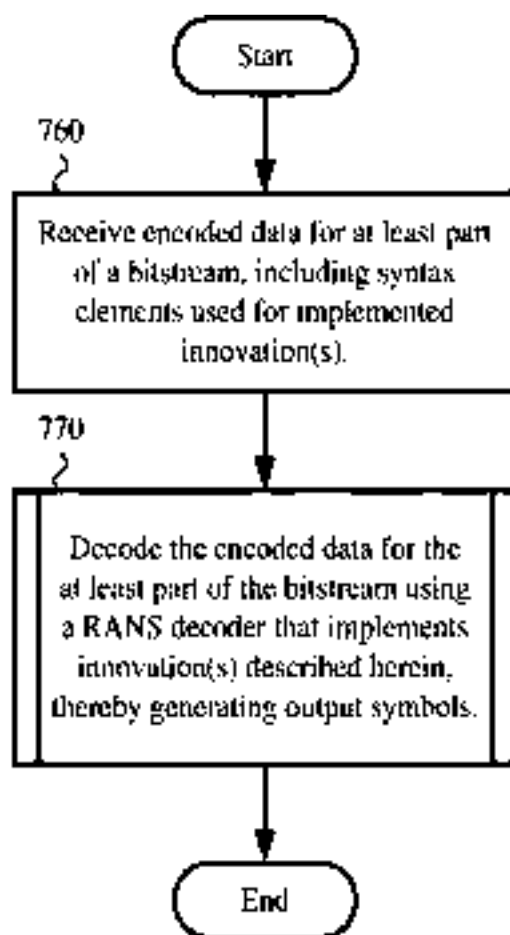 Start
760
Receive encoded data for at least part
of a bitstream, including syntax
elements used for implemented
innovation(s).
770
Decode the encoded data for the
at least part of the bitstream using
a RANS decoder that implements
innovation(s) described herein,
thereby generating output symbols.
End